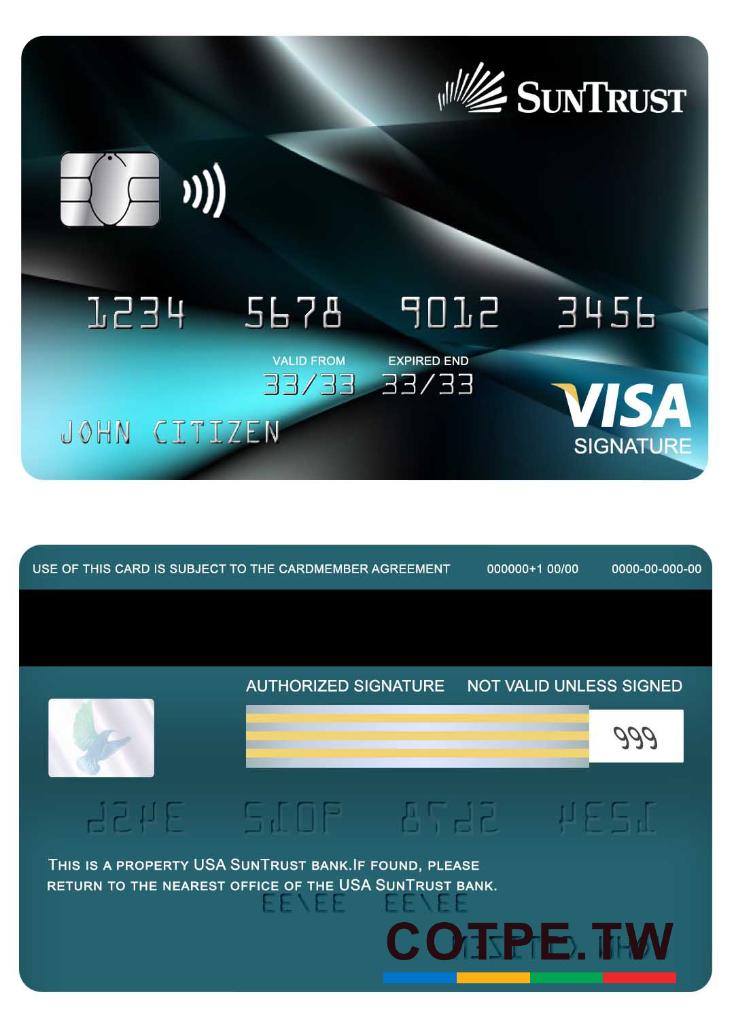 SUNTRUST
1234 5678 9012 3456
VALID FROM EXPIRED END
33/33 33/33
JOHN CITIZEN
VISA
SIGNATURE
USE OF THIS CARD IS SUBJECT TO THE CARDMEMBER AGREEMENT 000000+1 00/00 0000-00-000-00
AUTHORIZED SIGNATURE NOT VALID UNLESS SIGNED
999
THIS IS A PROPERTY USA SUNTRUST BANK.IF FOUND, PLEASE
RETURN TO THE NEAREST OFFICE OF THE USA SUNTRUST BANK.
COTPE.TW